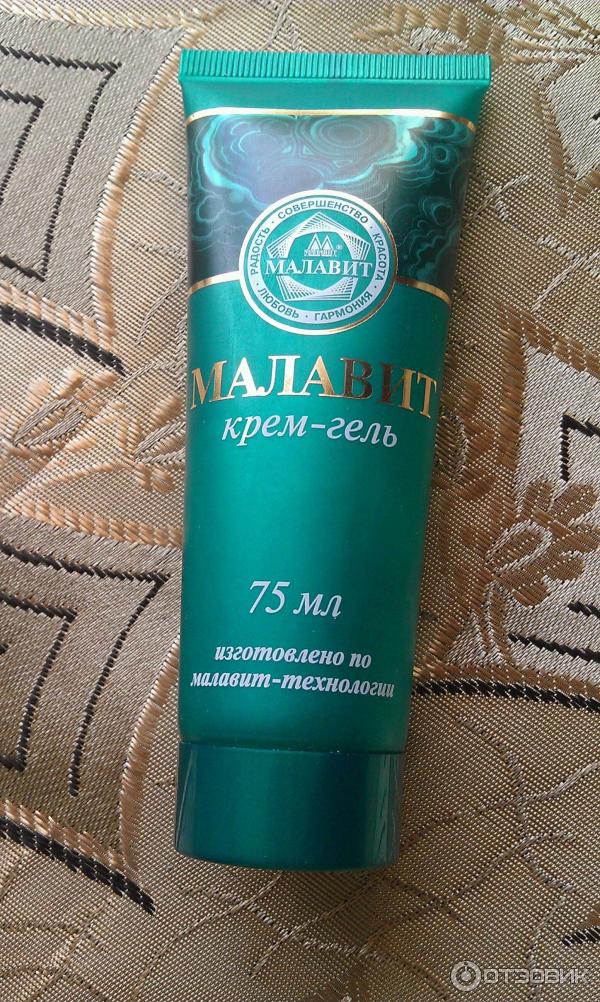 РАДОСТЬ · СОВЕРШЕНСТВО · КРАСОТА · ГАРМОНИЯ · ЛЮБОВЬ ·
МАЛАВИТ
МАЛАВИТ
крем-гель
75 мл
изготовлено по
малавит-технологии
ОТЗОВИК